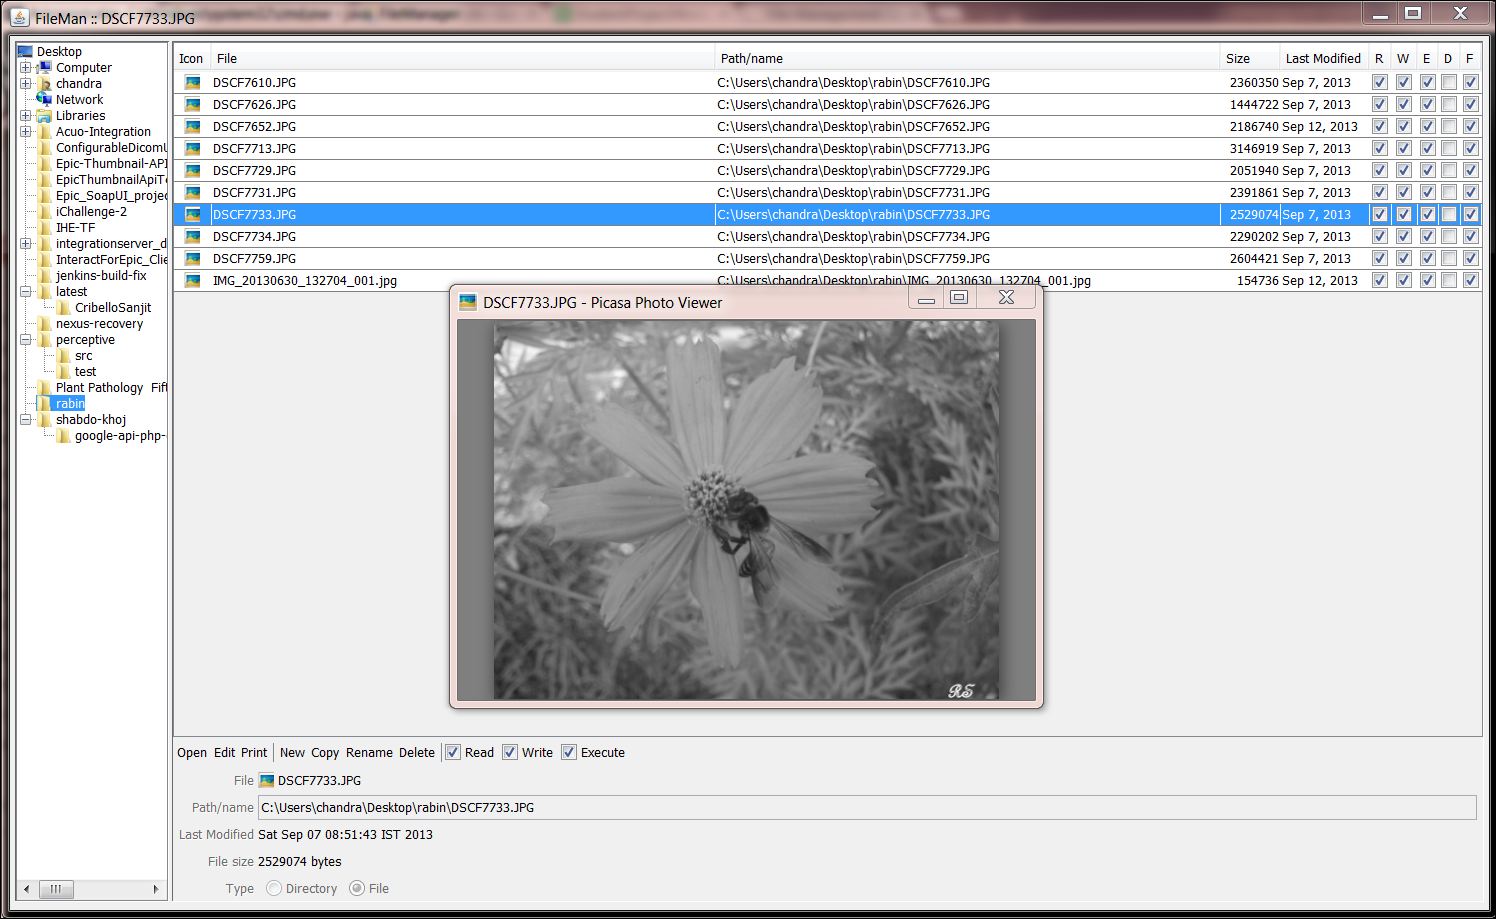 FileMan :: DSCF7733.JPG
Desktop
Computer
chandra
Network
Libraries
Acuo-Integration
ConfigurableDicomU
Epic-Thumbnail-API
EpicThumbnailApiTe
Epic_SoapUI_projec
iChallenge-2
IHE-TF
integrationserver_d
InteractForEpic_Clie
jenkins-build-fix
latest
CribelloSanjit
nexus-recovery
perceptive
src
test
Plant Pathology Fift
rabin
shabdo-khoj
google-api-php-
Icon File Path/name Size Last Modified R W E D F
DSCF7610.JPG C:\Users\chandra\Desktop\rabin\DSCF7610.JPG 2360350 Sep 7, 2013
DSCF7626.JPG C:\Users\chandra\Desktop\rabin\DSCF7626.JPG 1444722 Sep 7, 2013
DSCF7652.JPG C:\Users\chandra\Desktop\rabin\DSCF7652.JPG 2186740 Sep 12, 2013
DSCF7713.JPG C:\Users\chandra\Desktop\rabin\DSCF7713.JPG 3146919 Sep 7, 2013
DSCF7729.JPG C:\Users\chandra\Desktop\rabin\DSCF7729.JPG 2051940 Sep 7, 2013
DSCF7731.JPG C:\Users\chandra\Desktop\rabin\DSCF7731.JPG 2391861 Sep 7, 2013
DSCF7733.JPG C:\Users\chandra\Desktop\rabin\DSCF7733.JPG 2529074 Sep 7, 2013
DSCF7734.JPG C:\Users\chandra\Desktop\rabin\DSCF7734.JPG 2290202 Sep 7, 2013
DSCF7759.JPG C:\Users\chandra\Desktop\rabin\DSCF7759.JPG 2604421 Sep 7, 2013
IMG_20130630_132704_001.jpg C:\Users\chandra\Desktop\rabin\IMG_20130630_132704_001.jpg 154736 Sep 12, 2013
DSCF7733.JPG - Picasa Photo Viewer
RS
Open Edit Print New Copy Rename Delete Read Write Execute
File DSCF7733.JPG
Path/name C:\Users\chandra\Desktop\rabin\DSCF7733.JPG
Last Modified Sat Sep 07 08:51:43 IST 2013
File size 2529074 bytes
Type Directory File